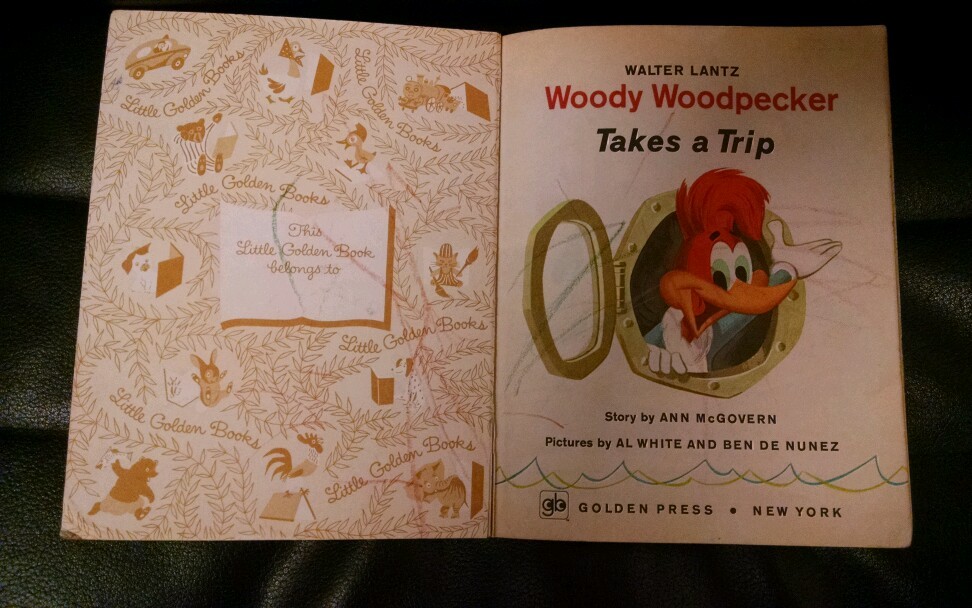 Little Golden Books
Little Golden Books
Little Golden Books
This
Little Golden Book
belongs to
Little Golden Books
Little Golden Books
Little Golden Books
WALTER LANTZ
Woody Woodpecker
Takes a Trip
Story by ANN McGOVERN
Pictures by AL WHITE AND BEN DE NUNEZ
gb GOLDEN PRESS • NEW YORK